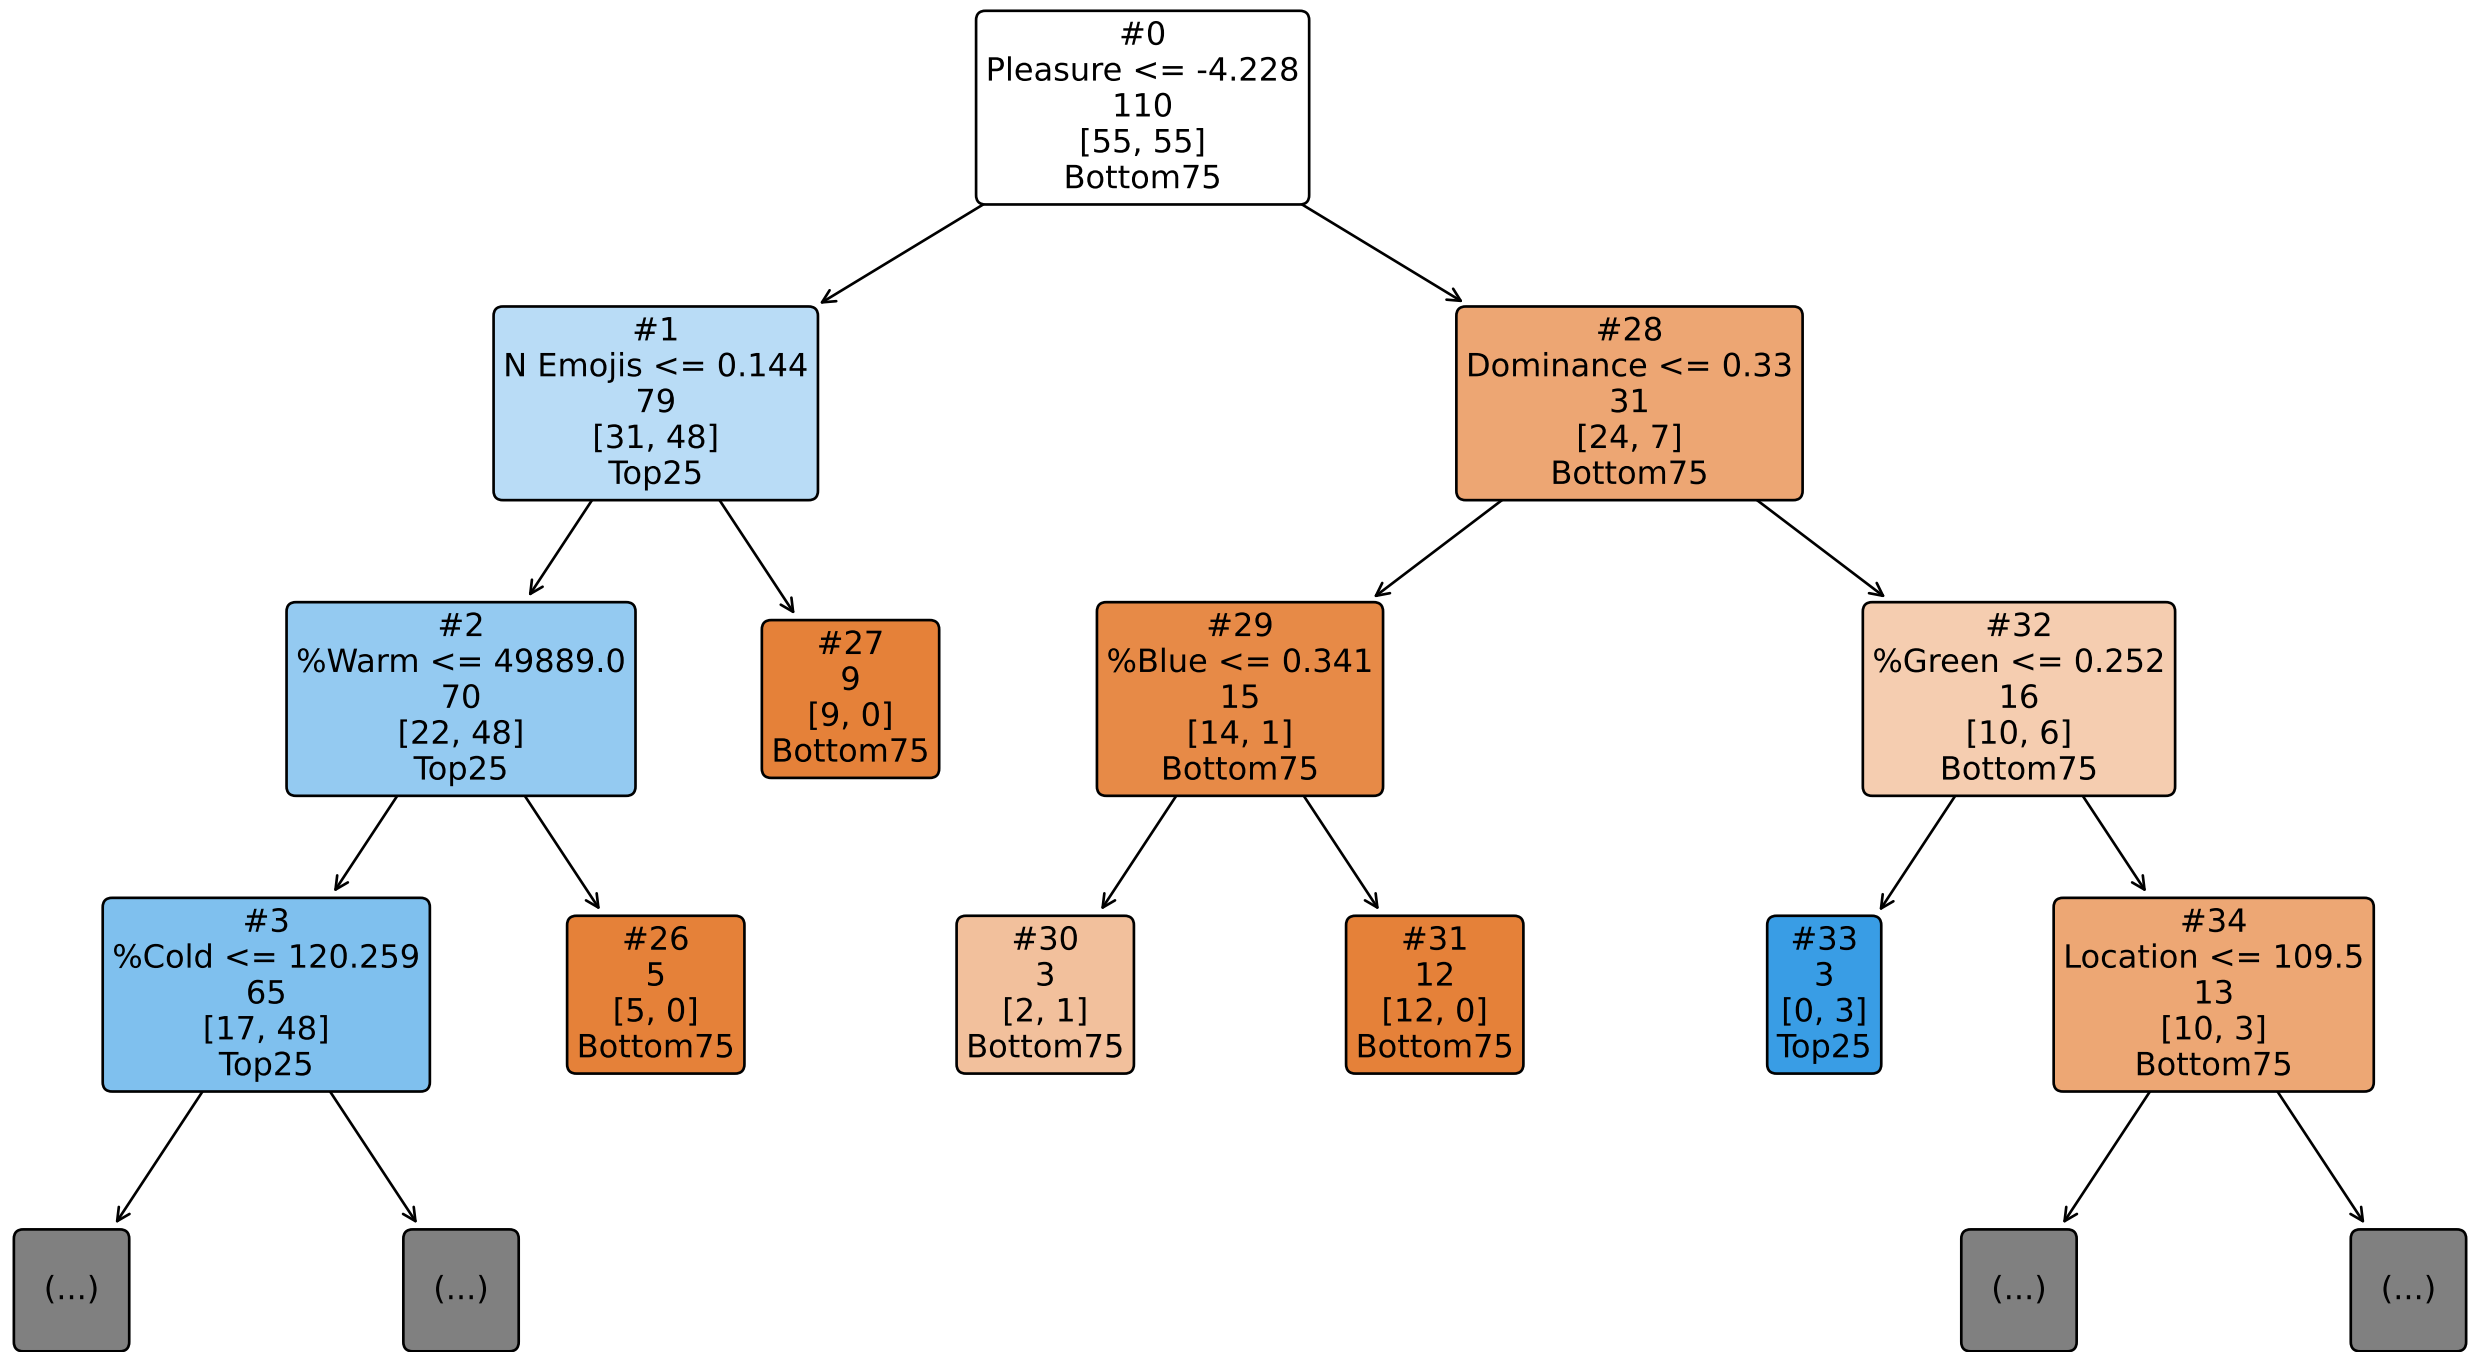 #0
Pleasure <= -4.228
110
[55, 55]
Bottom75
#1
N Emojis <= 0.144
79
[31, 48]
Top25
#28
Dominance <= 0.33
31
[24, 7]
Bottom75
#2
%Warm <= 49889.0
70
[22, 48]
Top25
#27
9
[9, 0]
Bottom75
#29
%Blue <= 0.341
15
[14, 1]
Bottom75
#32
%Green <= 0.252
16
[10, 6]
Bottom75
#3
%Cold <= 120.259
65
[17, 48]
Top25
#26
5
[5, 0]
Bottom75
#30
3
[2, 1]
Bottom75
#31
12
[12, 0]
Bottom75
#33
3
[0, 3]
Top25
#34
Location <= 109.5
13
[10, 3]
Bottom75
(...)
(...)
(...)
(...)